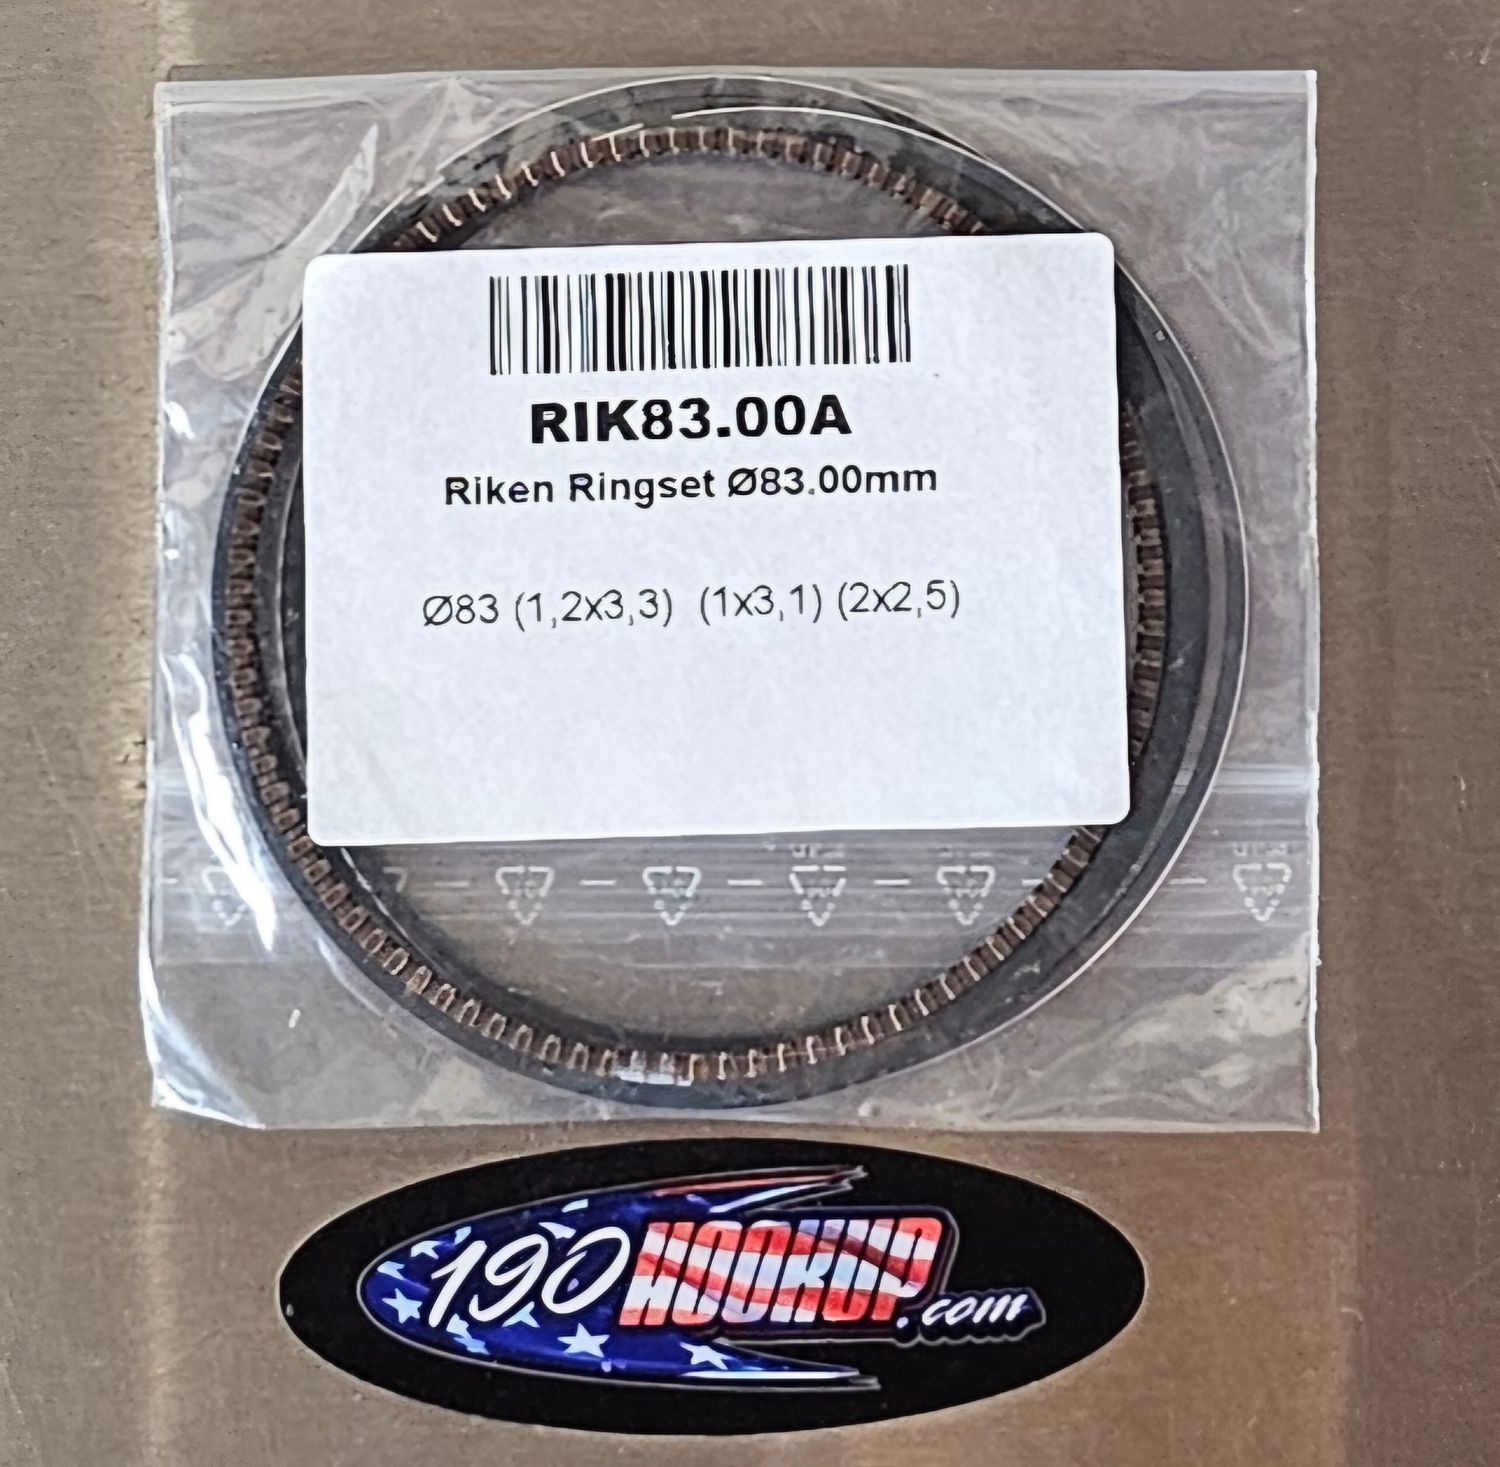 RIK83.00A
Riken Ringset Ø83.00mm
Ø83 (1,2x3,3) (1x3,1) (2x2,5)
190HOOKUP.com